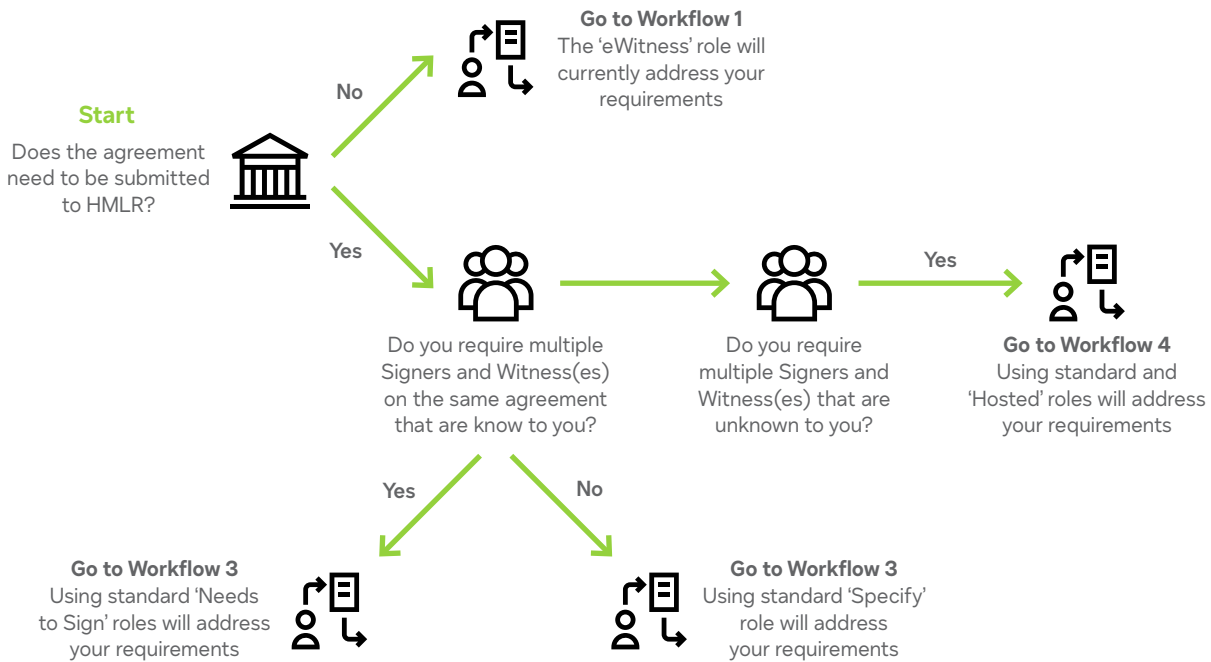 Start
Does the agreement
need to be submitted
to HMLR?
No
Go to Workflow 1
The ‘eWitness’ role will
currently address your
requirements
Yes
Do you require multiple
Signers and Witness(es)
on the same agreement
that are know to you?
Do you require
multiple Signers and
Witness(es) that are
unknown to you?
Yes
Go to Workflow 4
Using standard and
‘Hosted’ roles will address
your requirements
Yes
Go to Workflow 3
Using standard ‘Needs
to Sign’ roles will address
your requirements
No
Go to Workflow 3
Using standard ‘Specify’
role will address
your requirements